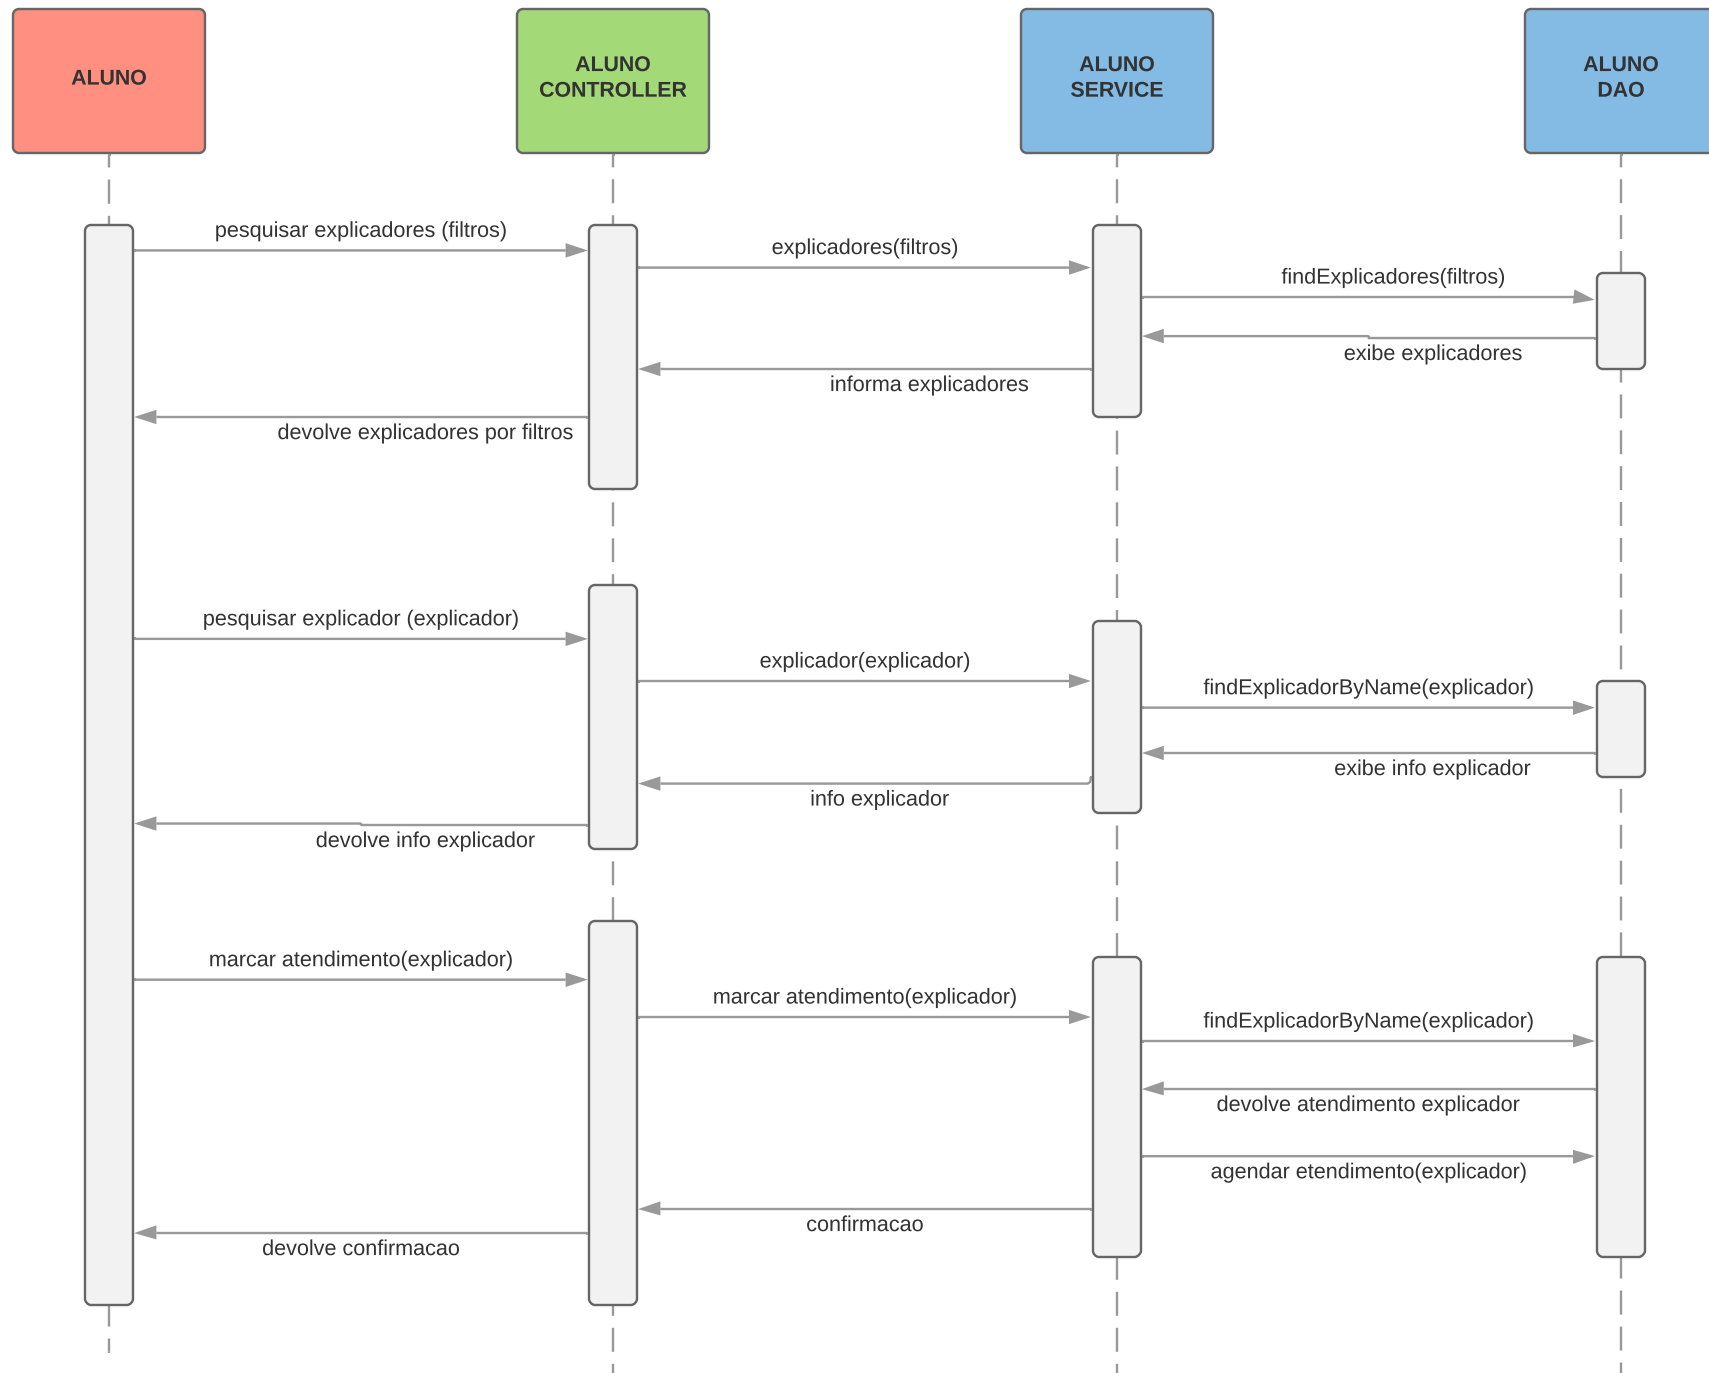 ALUNO
ALUNO
CONTROLLER
ALUNO
SERVICE
ALUNO
DAO
pesquisar explicadores (filtros)
explicadores(filtros)
findExplicadores(filtros)
exibe explicadores
informa explicadores
devolve explicadores por filtros
pesquisar explicador (explicador)
explicador(explicador)
findExplicadorByName(explicador)
exibe info explicador
info explicador
devolve info explicador
marcar atendimento(explicador)
marcar atendimento(explicador)
findExplicadorByName(explicador)
devolve atendimento explicador
agendar etendimento(explicador)
confirmacao
devolve confirmacao